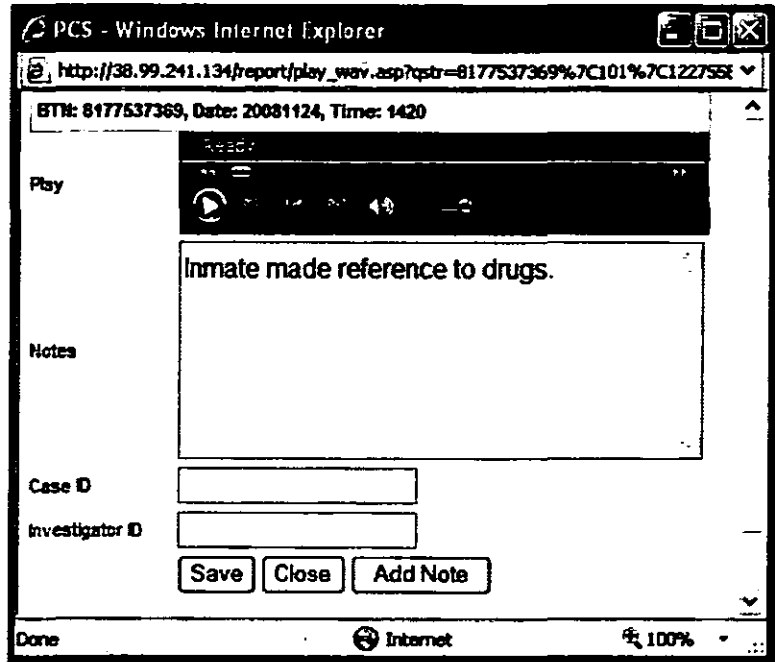 PCS - Windows Internet Explorer
http://38.99.241.134/report/play_wav.asp?qstr=8177537369%7C101%7C1227558
BTN: 8177537369, Date: 20081124, Time: 1420
Ready
Play
Inmate made reference to drugs.
Notes
Case ID
Investigator ID
Save Close Add Note
Done Internet 100%